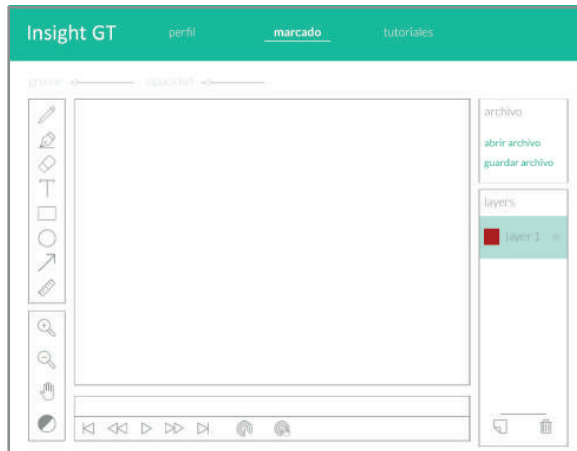 Insight GT
perfil
marcado
tutoriales
grosor
opacidad
archivo
abrir archivo
guardar archivo
layers
layer 1
T